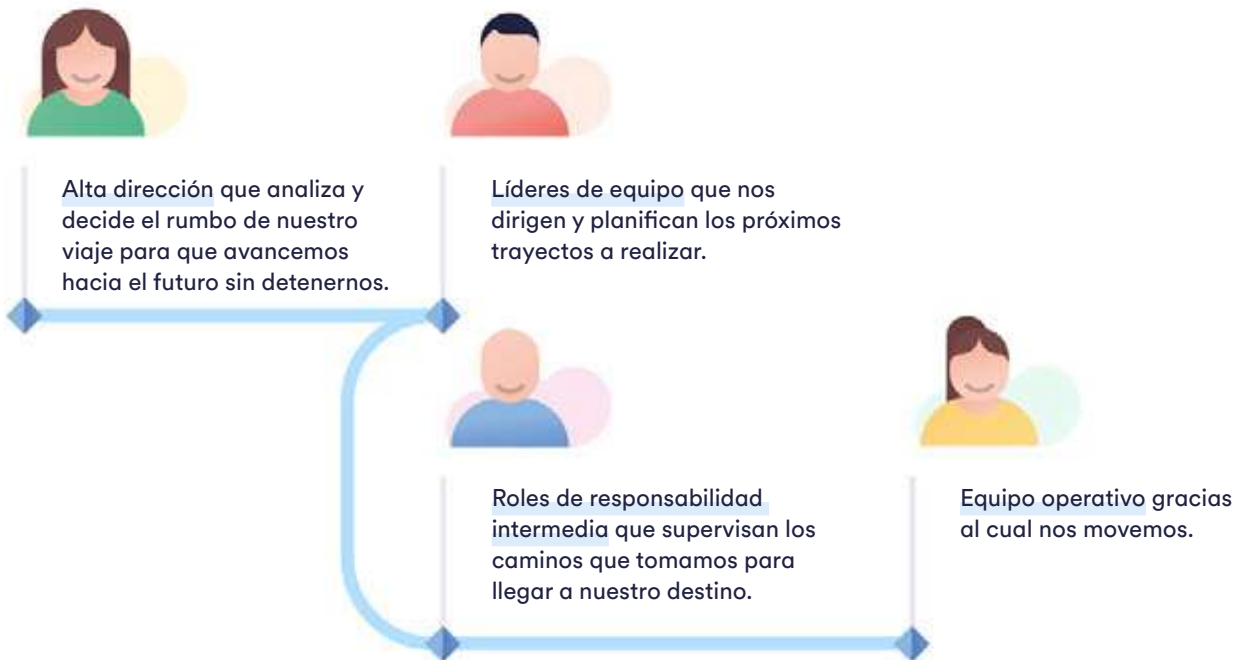 Alta dirección que analiza y
decide el rumbo de nuestro
viaje para que avancemos
hacia el futuro sin detenernos.
Líderes de equipo que nos
dirigen y planifican los próximos
trayectos a realizar.
Roles de responsabilidad
intermedia que supervisan los
caminos que tomamos para
llegar a nuestro destino.
Equipo operativo gracias
al cual nos movemos.